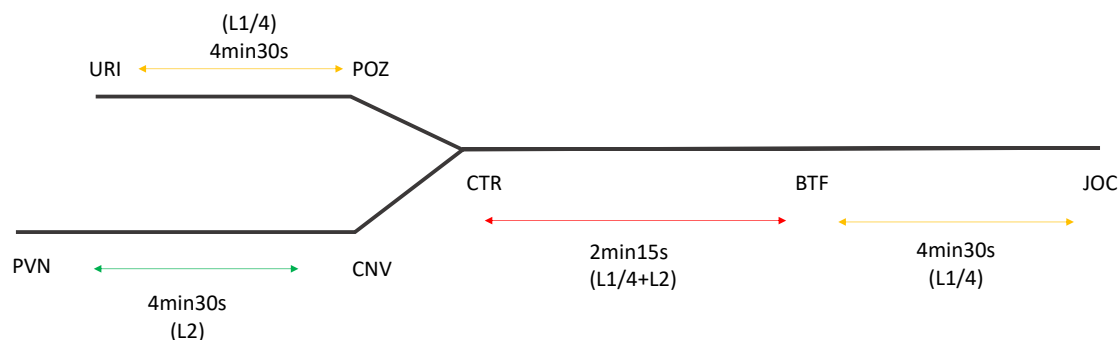 (L1/4)
4min30s
URI
POZ
CTR
BTF
JOC
2min15s
(L1/4+L2)
4min30s
(L1/4)
PVN
CNV
4min30s
(L2)